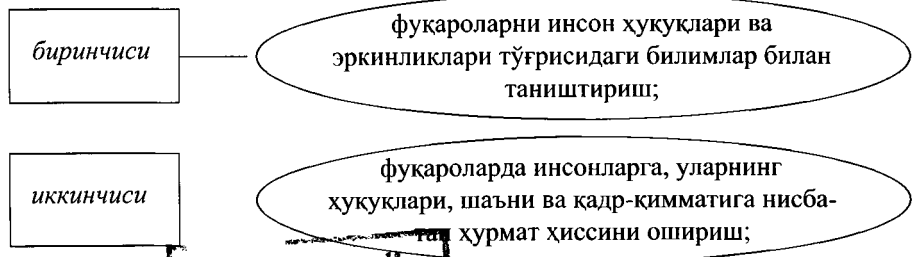 биринчиси
фуқароларни инсон ҳуқуқлари ва
эркинликлари тўғрисидаги билимлар билан
таништириш;
иккинчиси
фуқароларда инсонларга, уларнинг
ҳуқуқлари, шаъни ва қадр-қимматига нисба-
тан ҳурмат ҳиссини ошириш;